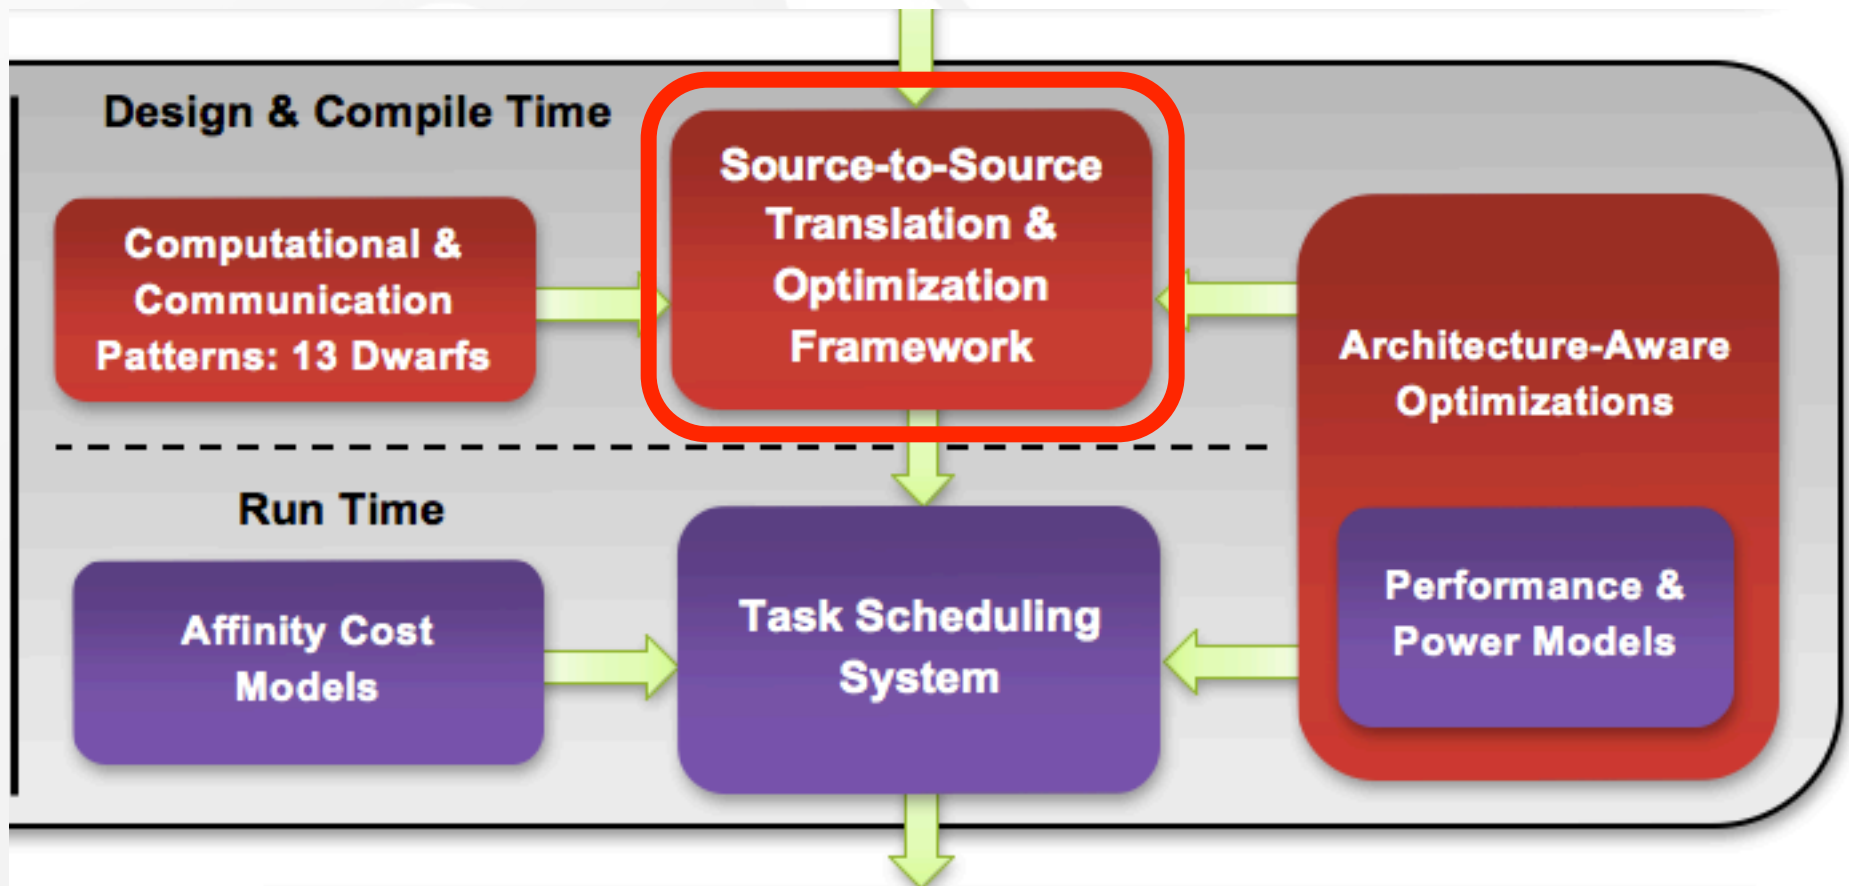 Design & Compile Time
Source-to-Source
Translation &
Optimization
Framework
Computational &
Communication
Patterns: 13 Dwarfs
Architecture-Aware
Optimizations
Run Time
Affinity Cost
Models
Task Scheduling
System
Performance &
Power Models